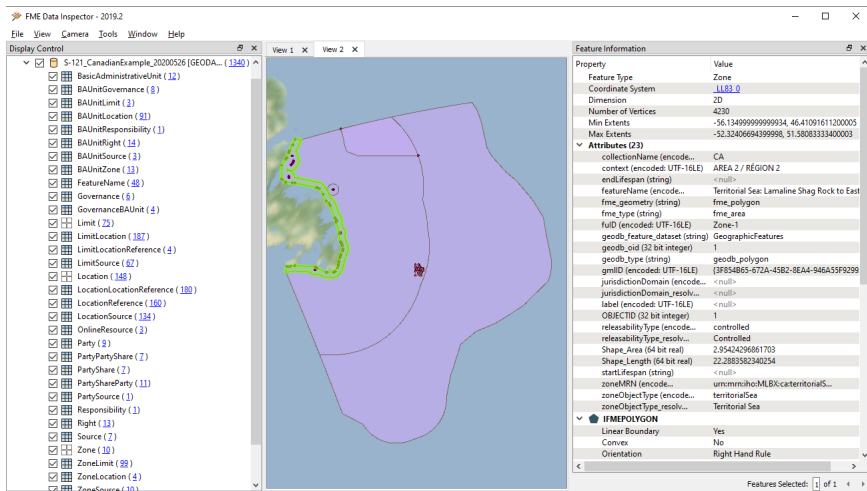 FME Data Inspector - 2019.2
File View Camera Tools Window Help
Display Control
S-121_CanadianExample_20200526 [GEODA... (1340)
BasicAdministrativeUnit (12)
BAUnitGovernance (8)
BAUnitLimit (3)
BAUnitLocation (91)
BAUnitResponsibility (1)
BAUnitRight (14)
BAUnitSource (3)
BAUnitZone (13)
FeatureName (48)
Governance (6)
GovernanceBAUnit (4)
Limit (75)
LimitLocation (187)
LimitLocationReference (4)
LimitSource (67)
Location (148)
LocationLocationReference (180)
LocationReference (160)
LocationSource (134)
OnlineResource (3)
Party (9)
PartyPartyShare (7)
PartyShare (7)
PartyShareParty (11)
PartySource (1)
Responsibility (1)
Right (13)
Source (7)
Zone (10)
ZoneLimit (99)
ZoneLocation (4)
ZoneSource (10)
View 1 View 2
Feature Information
Property Value
Feature Type Zone
Coordinate System LL83_0
Dimension 2D
Number of Vertices 4230
Min Extents -56.134999999999934, 46.41091611200005
Max Extents -52.32406694399998, 51.58083333400003
Attributes (23)
collectionName (encode... CA
context (encoded: UTF-16LE) AREA 2 / RÉGION 2
endLifespan (string) <null>
featureName (encode... Territorial Sea: Lamaline Shag Rock to East
fme_geometry (string) fme_polygon
fme_type (string) fme_area
fulID (encoded: UTF-16LE) Zone-1
geodb_feature_dataset (string) GeographicFeatures
geodb_oid (32 bit integer) 1
geodb_type (string) geodb_polygon
gmlID (encoded: UTF-16LE) {3F854B65-672A-45B2-8EA4-946A55F9299
jurisdictionDomain (encod... <null>
jurisdictionDomain_resolv... <null>
label (encoded: UTF-16LE) <null>
OBJECTID (32 bit integer) 1
releasabilityType (encode... controlled
releasabilityType_resolv... Controlled
Shape_Area (64 bit real) 2.95424296861703
Shape_Length (64 bit real) 22.2883582340254
startLifespan (string) <null>
zoneMRN (encode... urn:mrn:iho:MLBX:ca:territorialS...
zoneObjectType (encode... territorialSea
zoneObjectType_resolv... Territorial Sea
IFMEPOLYGON
Linear Boundary Yes
Convex No
Orientation Right Hand Rule
Features Selected: 1 of 1